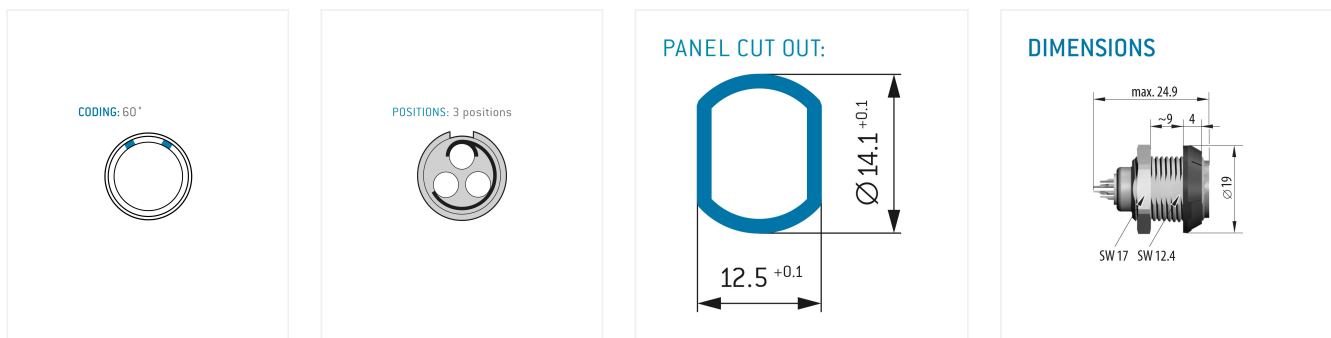 CODING: 60°
POSITIONS: 3 positions
PANEL CUT OUT:
Ø 14.1 +0.1
12.5 +0.1
DIMENSIONS
max. 24.9
~9
4
Ø 19
SW 17
SW 12.4